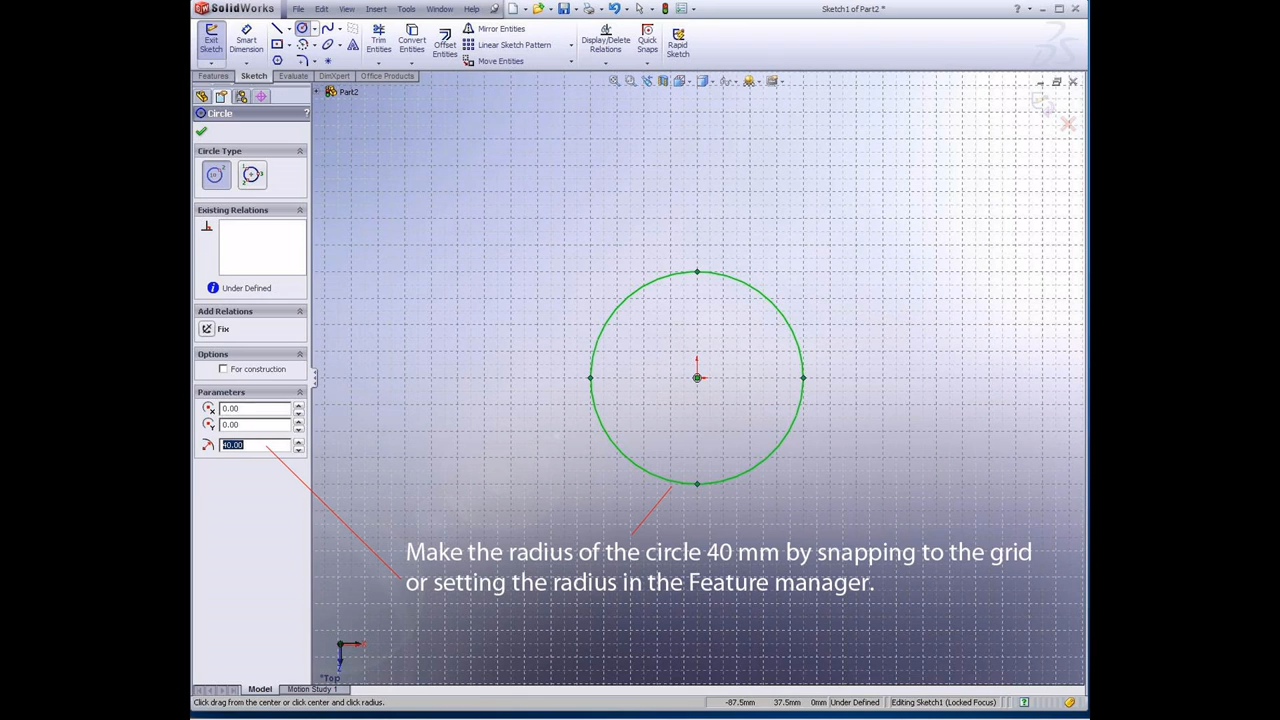 SolidWorks File Edit View Insert Tools Window Help Sketch1 of Part2 *
Exit Sketch
Smart Dimension
Trim Entities
Convert Entities
Offset Entities
Mirror Entities
Linear Sketch Pattern
Move Entities
Display/Delete Relations
Quick Snaps
Rapid Sketch
Features Sketch Evaluate DimXpert Office Products
Part2
Circle ?
Circle Type
Existing Relations
Under Defined
Add Relations
Fix
Options
For construction
Parameters
0.00
0.00
40.00
Make the radius of the circle 40 mm by snapping to the grid
or setting the radius in the Feature manager.
*Top
Model Motion Study 1
Click drag from the center or click center and click radius. -87.5mm 37.5mm 0mm Under Defined Editing Sketch1 (Locked Focus)